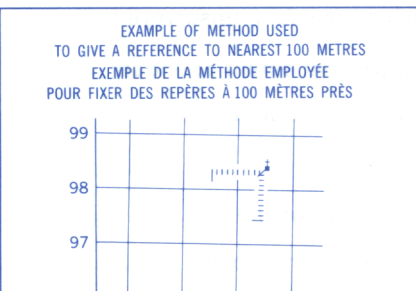 EXAMPLE OF METHOD USED
TO GIVE A REFERENCE TO NEAREST 100 METRES
EXEMPLE DE LA MÉTHODE EMPLOYÉE
POUR FIXER DES REPÈRES À 100 MÈTRES PRÈS
99
98
97